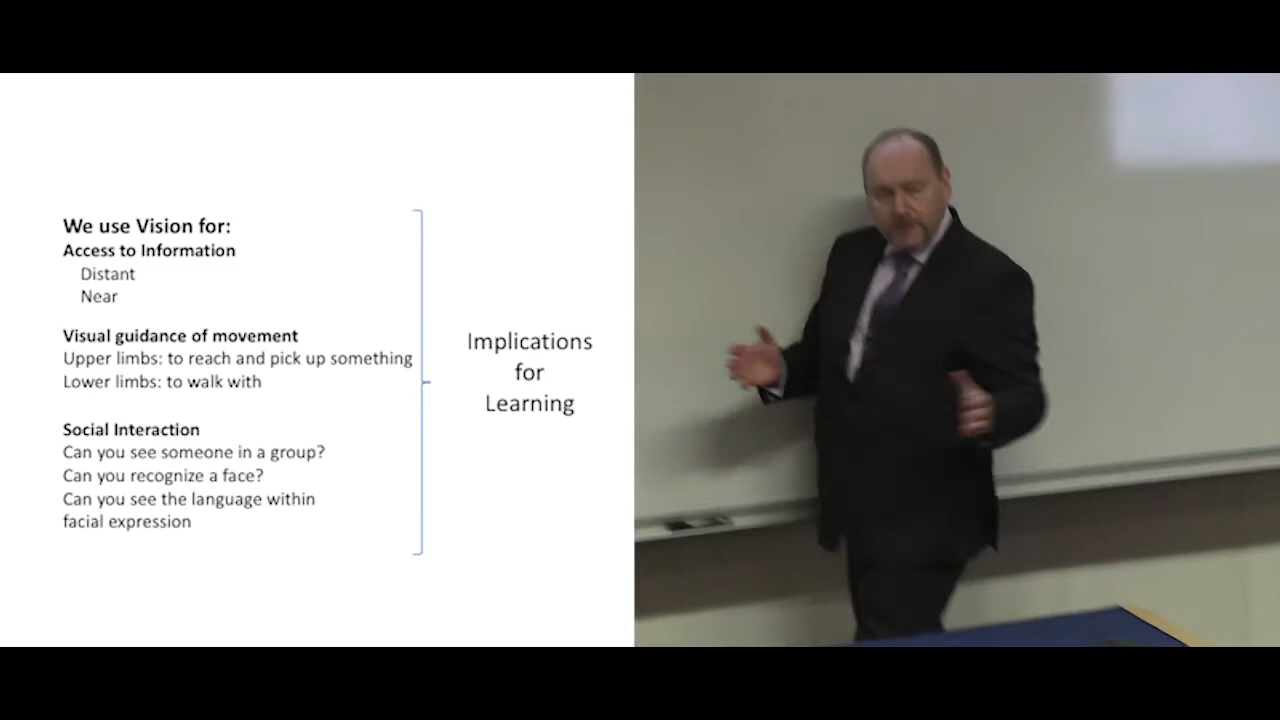 We use Vision for:
Access to Information
Distant
Near
Visual guidance of movement
Upper limbs: to reach and pick up something
Lower limbs: to walk with
Social Interaction
Can you see someone in a group?
Can you recognize a face?
Can you see the language within
facial expression
Implications
for
Learning